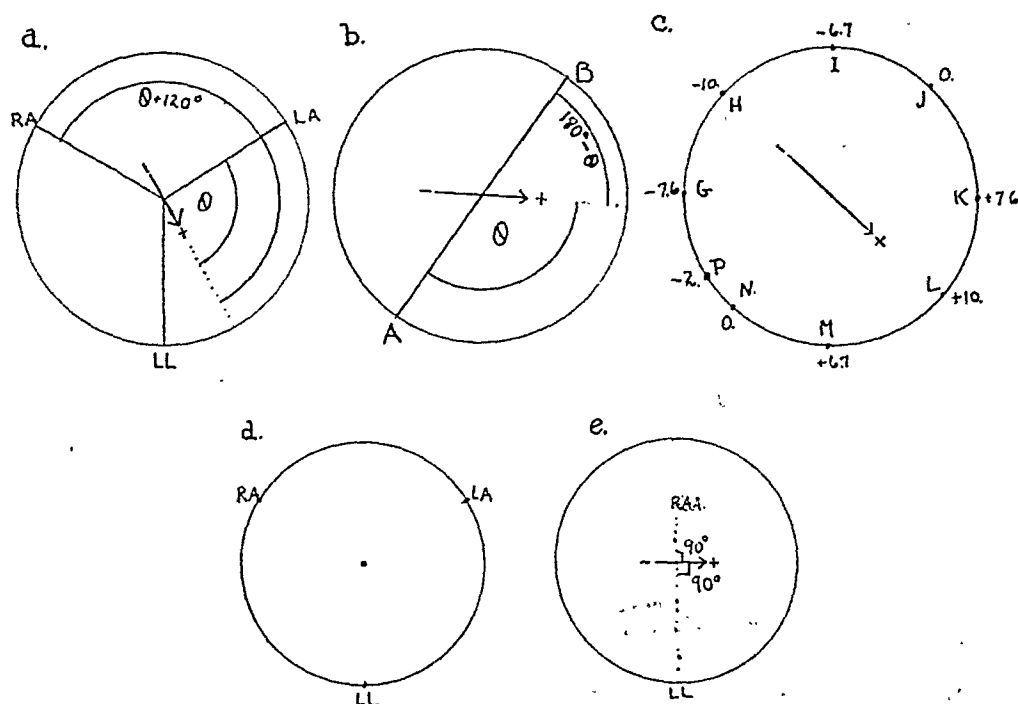 a.
θ+120°
RA
LA
-
θ
+
LL
b.
B
180°-θ
-
+
θ
A
c.
-6.7
I
0.
J
-10.
H
-7.6
G
K
+7.6
-
x
L
+10.
P
-2.
N.
0.
M
+6.7
d.
RA
LA
LL
e.
90°
-
+
90°
LL